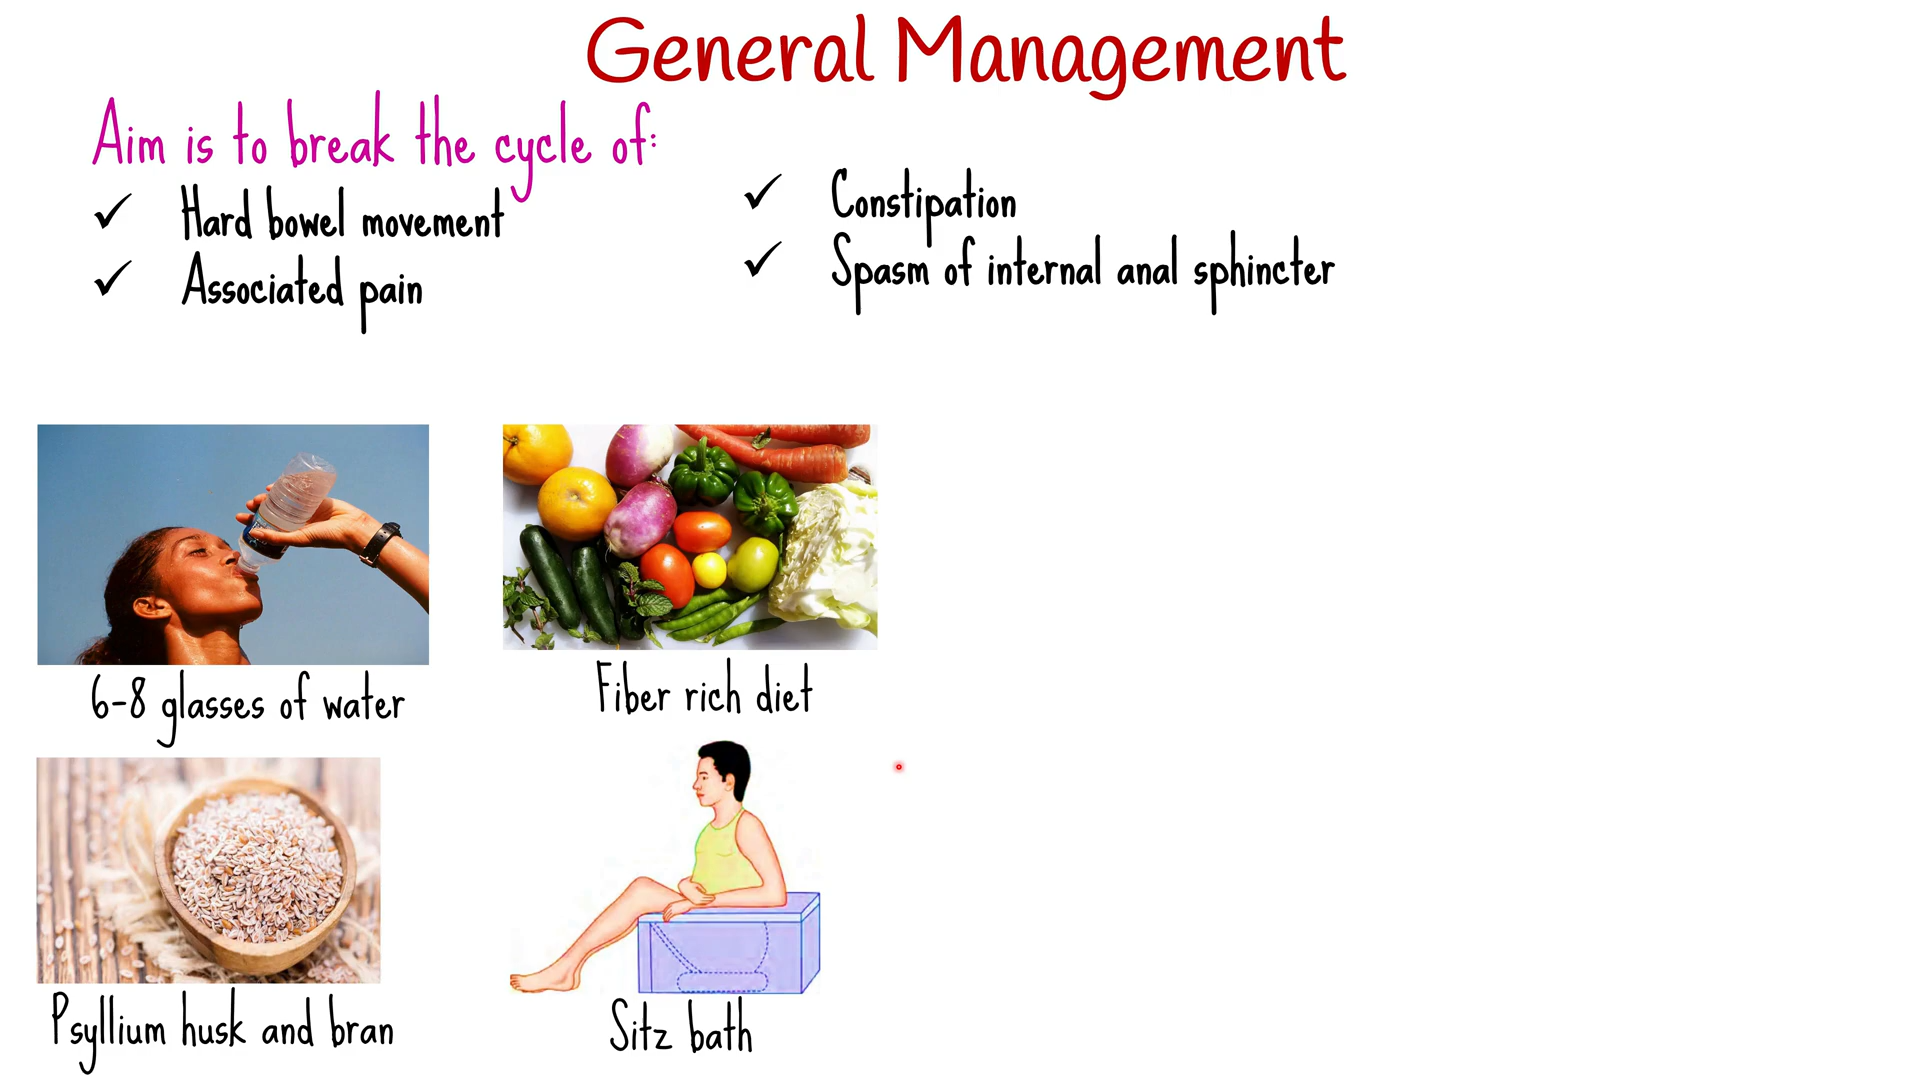 General Management
Aim is to break the cycle of:
✓ Hard bowel movement
✓ Associated pain
✓ Constipation
✓ Spasm of internal anal sphincter
6-8 glasses of water
Fiber rich diet
Psyllium husk and bran
Sitz bath